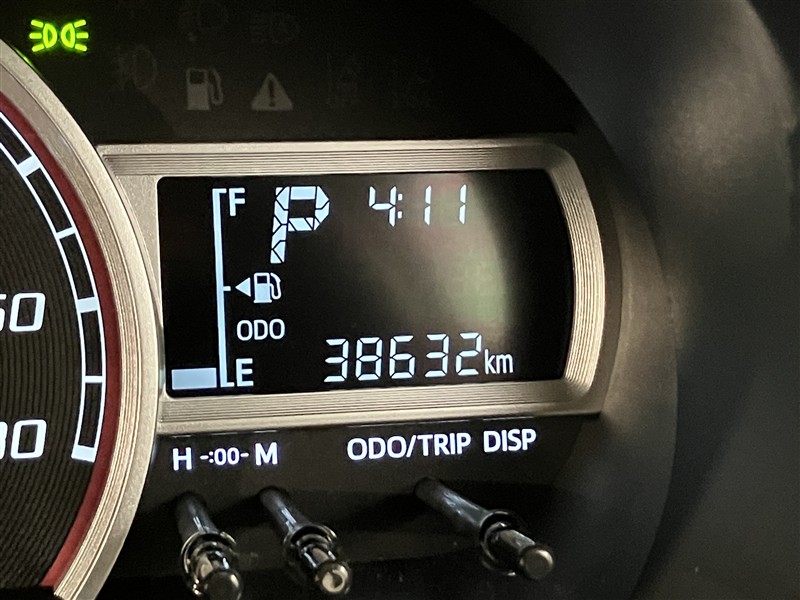 F P 4:11
ODO
E 38632km
H -:00- M ODO/TRIP DISP